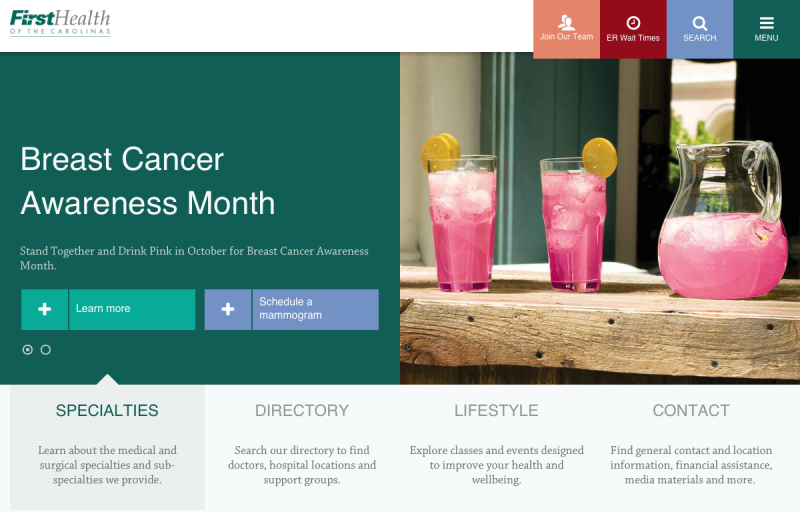 FirstHealth
OF THE CAROLINAS
Join Our Team
ER Wait Times
SEARCH
MENU
Breast Cancer
Awareness Month
Stand Together and Drink Pink in October for Breast Cancer Awareness
Month.
Learn more
Schedule a
mammogram
SPECIALTIES
Learn about the medical and
surgical specialties and sub-
specialties we provide.
DIRECTORY
Search our directory to find
doctors, hospital locations and
support groups.
LIFESTYLE
Explore classes and events designed
to improve your health and
wellbeing.
CONTACT
Find general contact and location
information, financial assistance,
media materials and more.